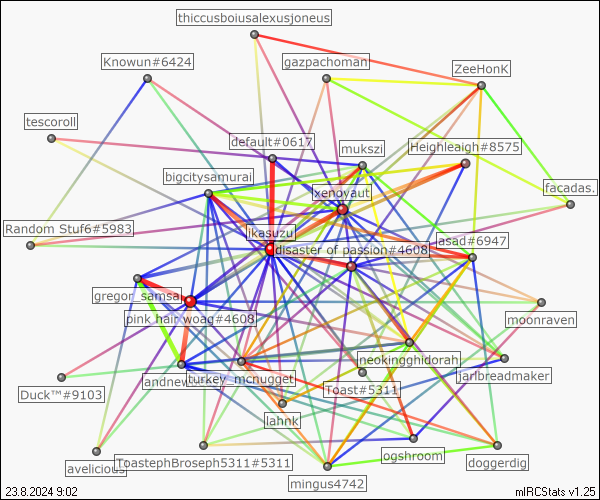 thiccusboiusalexusjoneus
Knowun#6424
gazpachoman
ZeeHonK
tescoroll
default#0617
mukszi
Heighleaigh#8575
bigcitysamurai
xenoyaut
facadas.
Random Stuf6#5983
ikasuzu
disaster of passion#4608
asad#6947
gregor_samsa
pink hair woag#4608
moonraven
neokingghidorah
jarlbreadmaker
turkey_mcnugget
Toast#5311
Duck™#9103
lahnk
avelicious
ToastephBroseph5311#5311
ogshroom
doggerdig
mingus4742
23.8.2024 9:02
mIRCStats v1.25